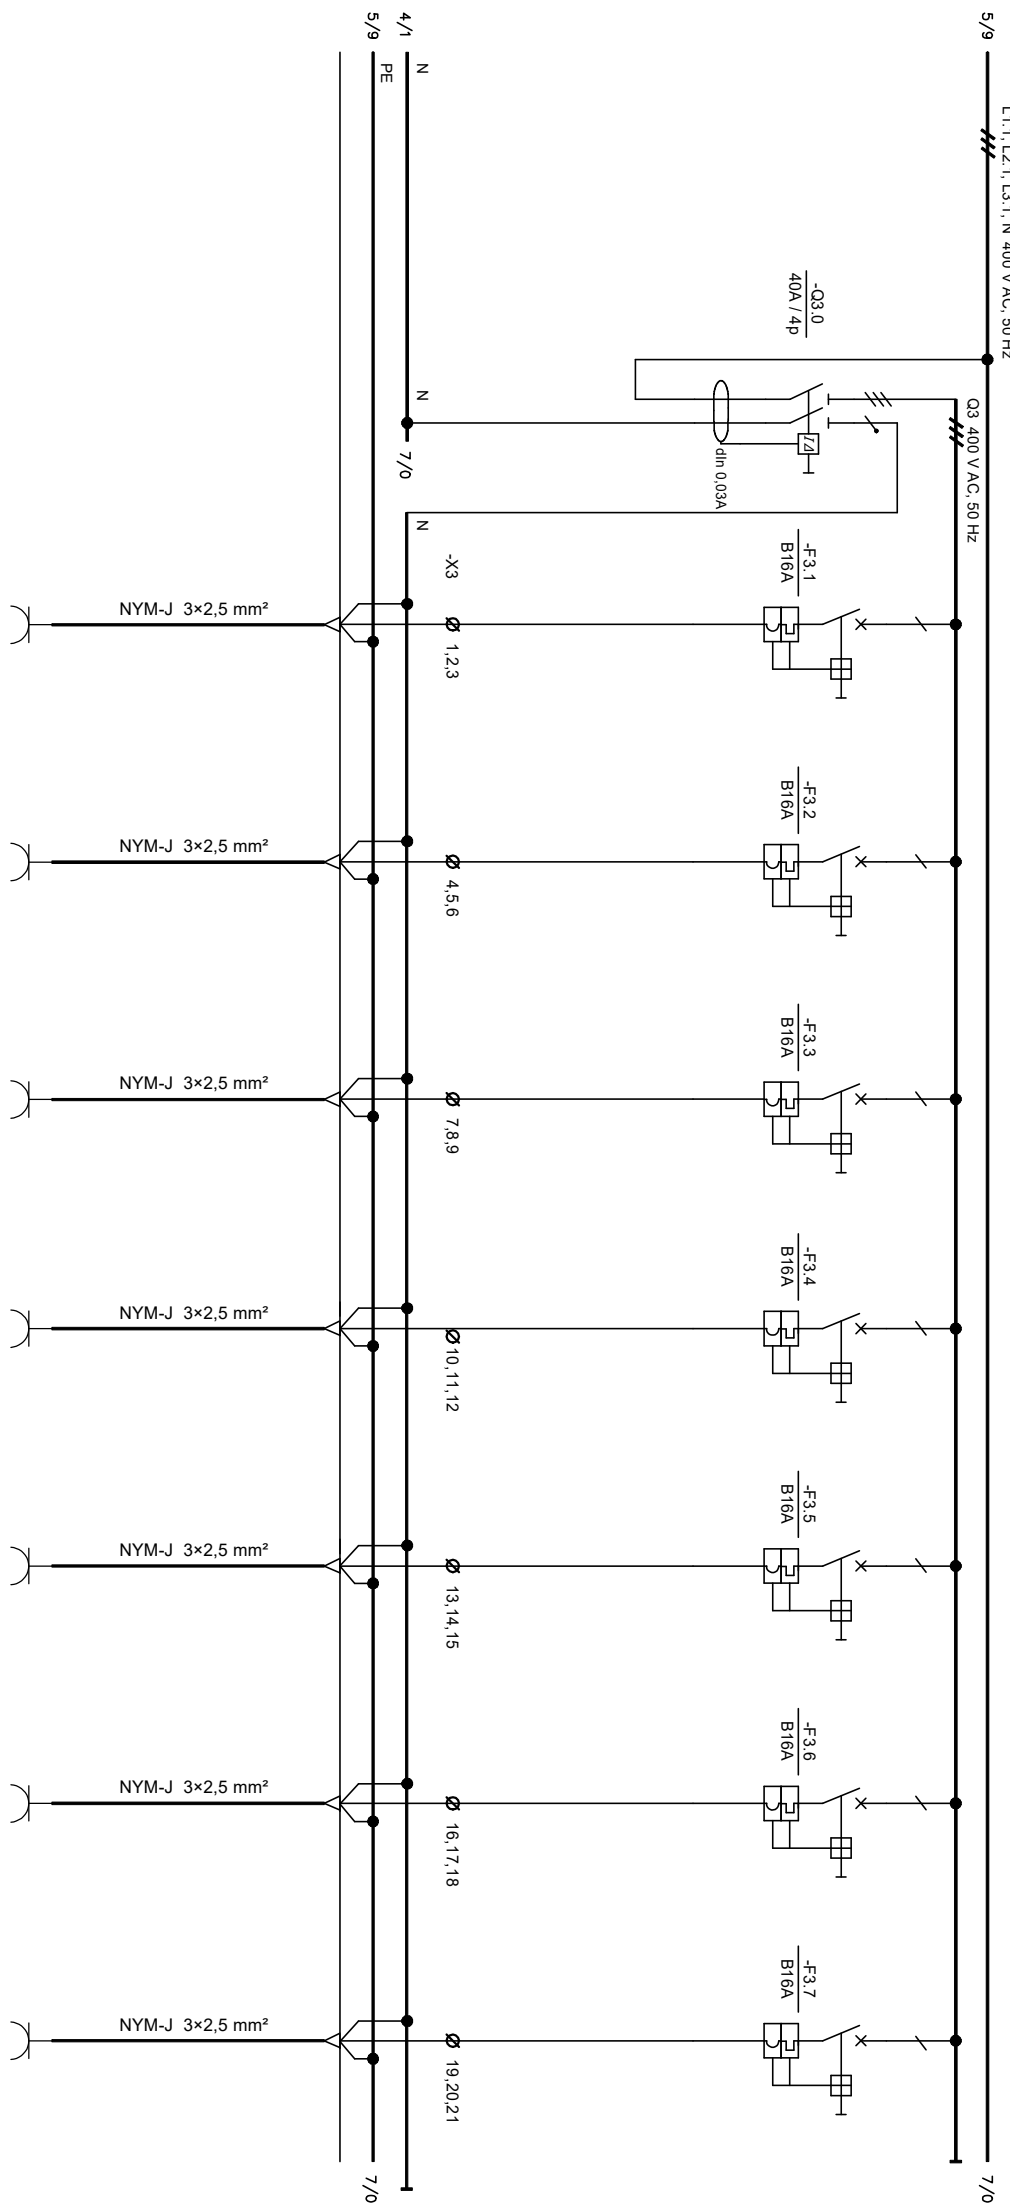 5/9
L1.1, L2.1, L3.1, N 400 V AC, 50 Hz
7/0
Q3 400 V AC, 50 Hz
-Q3.0
40A / 4p
I∆
dIn 0,03A
-F3.1
B16A
-F3.2
B16A
-F3.3
B16A
-F3.4
B16A
-F3.5
B16A
-F3.6
B16A
-F3.7
B16A
-X3
1,2,3
4,5,6
7,8,9
10,11,12
13,14,15
16,17,18
19,20,21
4/1
N
N
7/0
N
5/9
PE
7/0
NYM-J 3×2,5 mm²
NYM-J 3×2,5 mm²
NYM-J 3×2,5 mm²
NYM-J 3×2,5 mm²
NYM-J 3×2,5 mm²
NYM-J 3×2,5 mm²
NYM-J 3×2,5 mm²